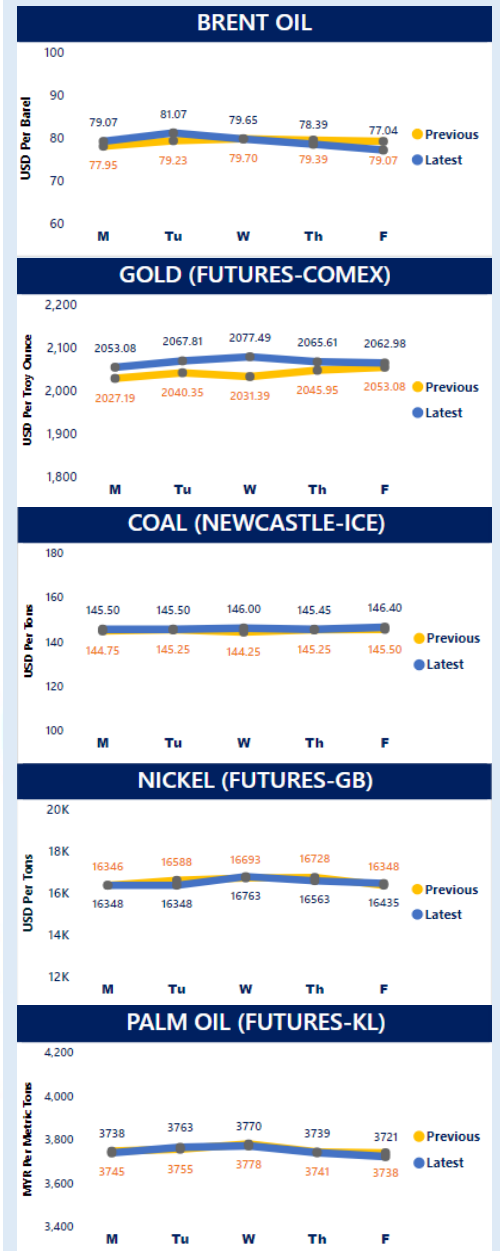 BRENT OIL
100
90
80
70
60
USD Per Barel
79.07 81.07 79.65 78.39 77.04
77.95 79.23 79.70 79.39 79.07
Previous
Latest
M Tu W Th F
GOLD (FUTURES-COMEX)
2,200
2,100
2,000
1,900
1,800
USD Per Troy Ounce
2053.08 2067.81 2077.49 2065.61 2062.98
2027.19 2040.35 2031.39 2045.95 2053.08
Previous
Latest
M Tu W Th F
COAL (NEWCASTLE-ICE)
180
160
140
120
100
USD Per Tons
145.50 145.50 146.00 145.45 146.40
144.75 145.25 144.25 145.25 145.50
Previous
Latest
M Tu W Th F
NICKEL (FUTURES-GB)
20K
18K
16K
14K
12K
USD Per Tons
16346 16588 16693 16728 16348
16348 16348 16763 16563 16435
Previous
Latest
M Tu W Th F
PALM OIL (FUTURES-KL)
4,200
4,000
3,800
3,600
3,400
MYR Per Metric Tons
3738 3763 3770 3739 3721
3745 3755 3778 3741 3738
Previous
Latest
M Tu W Th F